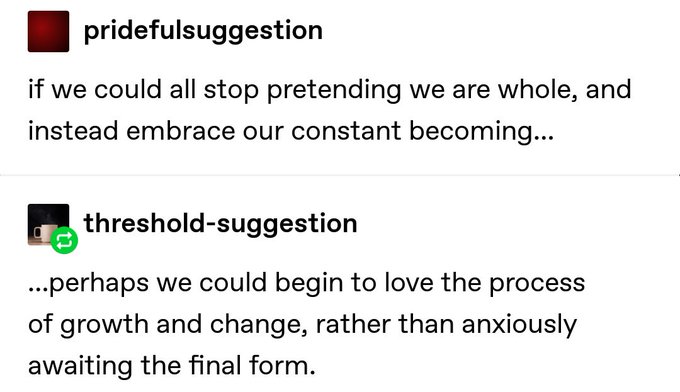 pridefulsuggestion
if we could all stop pretending we are whole, and
instead embrace our constant becoming...
threshold-suggestion
...perhaps we could begin to love the process
of growth and change, rather than anxiously
awaiting the final form.